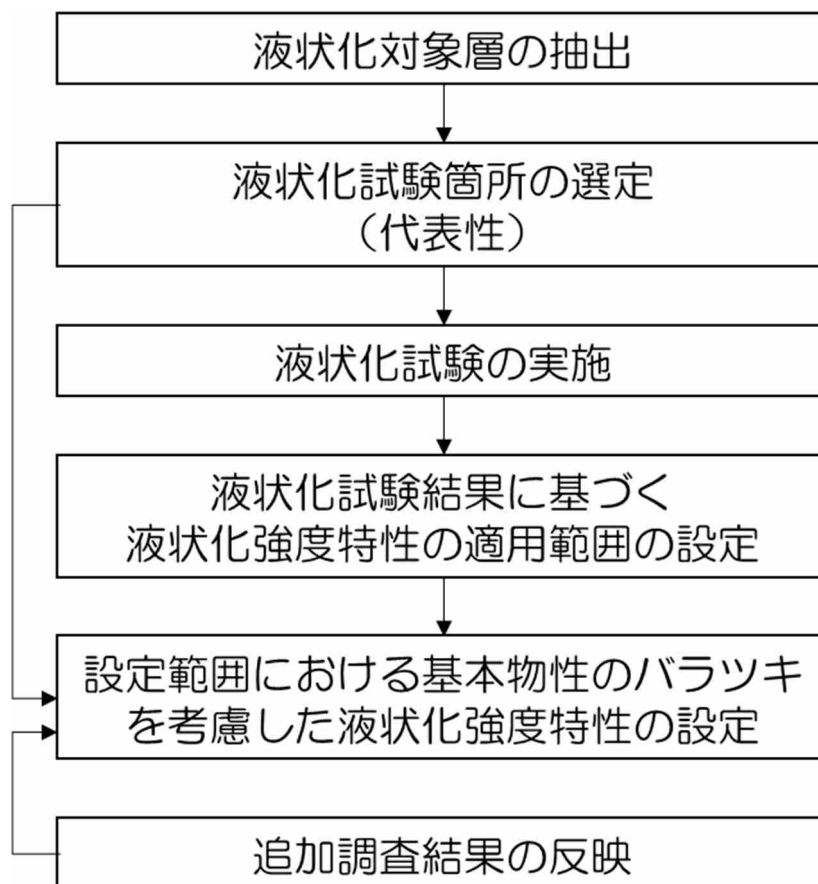 液状化対象層の抽出
液状化試験箇所の選定
（代表性）
液状化試験の実施
液状化試験結果に基づく
液状化強度特性の適用範囲の設定
設定範囲における基本物性のバラツキ
を考慮した液状化強度特性の設定
追加調査結果の反映